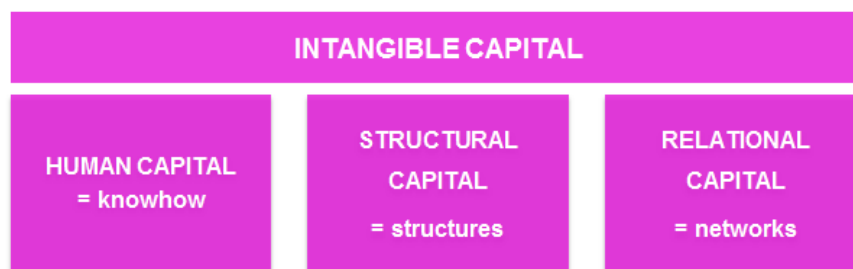 INTANGIBLE CAPITAL
HUMAN CAPITAL
= knowhow
STRUCTURAL
CAPITAL
= structures
RELATIONAL
CAPITAL
= networks